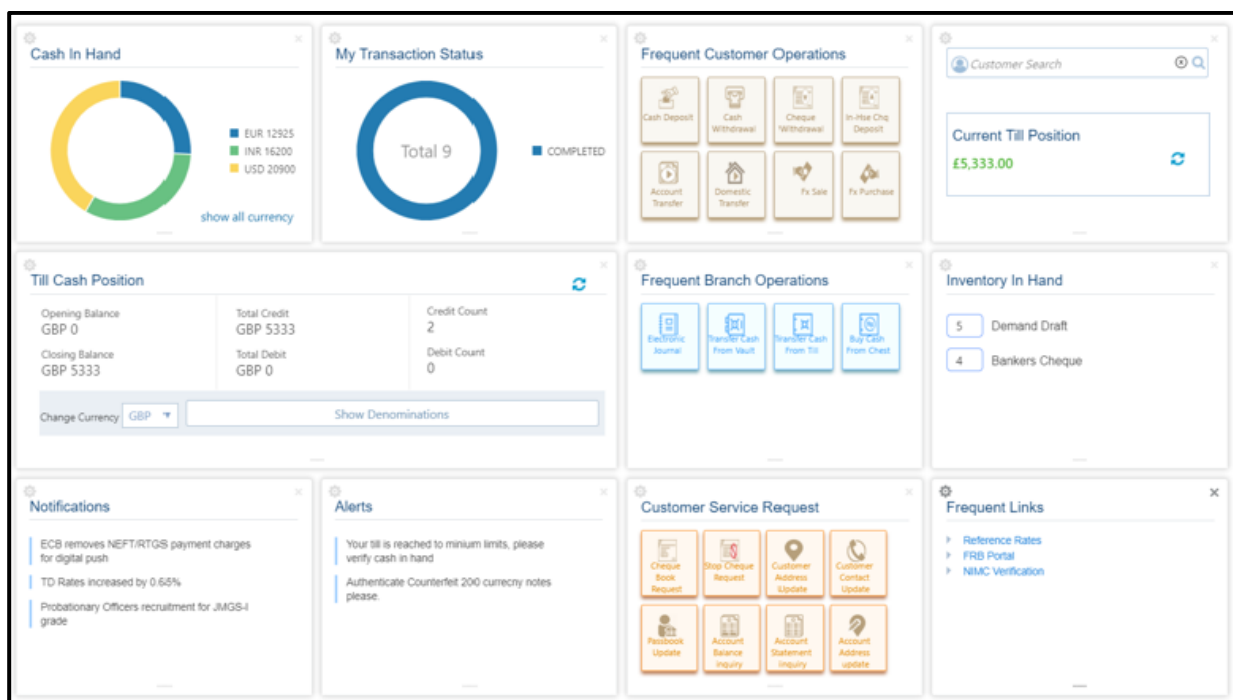 Cash In Hand
EUR 12925
INR 16200
USD 20900
show all currency
My Transaction Status
Total 9
COMPLETED
Frequent Customer Operations
Cash Deposit
Cash
Withdrawal
Cheque
Withdrawal
In-Hse Chq
Deposit
Account
Transfer
Domestic
Transfer
Fx Sale
Fx Purchase
Customer Search
Current Till Position
£5,333.00
Till Cash Position
Opening Balance
GBP 0
Total Credit
GBP 5333
Credit Count
2
Closing Balance
GBP 5333
Total Debit
GBP 0
Debit Count
0
Change Currency GBP
Show Denominations
Frequent Branch Operations
Electronic
Journal
Transfer Cash
From Vault
Transfer Cash
From Till
Buy Cash
From Chest
Inventory In Hand
5 Demand Draft
4 Bankers Cheque
Notifications
ECB removes NEFT/RTGS payment charges
for digital push
TD Rates increased by 0.65%
Probationary Officers recruitment for JMGS-I
grade
Alerts
Your till is reached to minium limits, please
verify cash in hand
Authenticate Counterfeit 200 currecny notes
please.
Customer Service Request
Cheque
Book
Request
Stop Cheque
Request
Customer
Address
Update
Customer
Contact
Update
Passbook
Update
Account
Balance
Inquiry
Account
Statement
Inquiry
Account
Address
update
Frequent Links
Reference Rates
FRB Portal
NIMC Verification